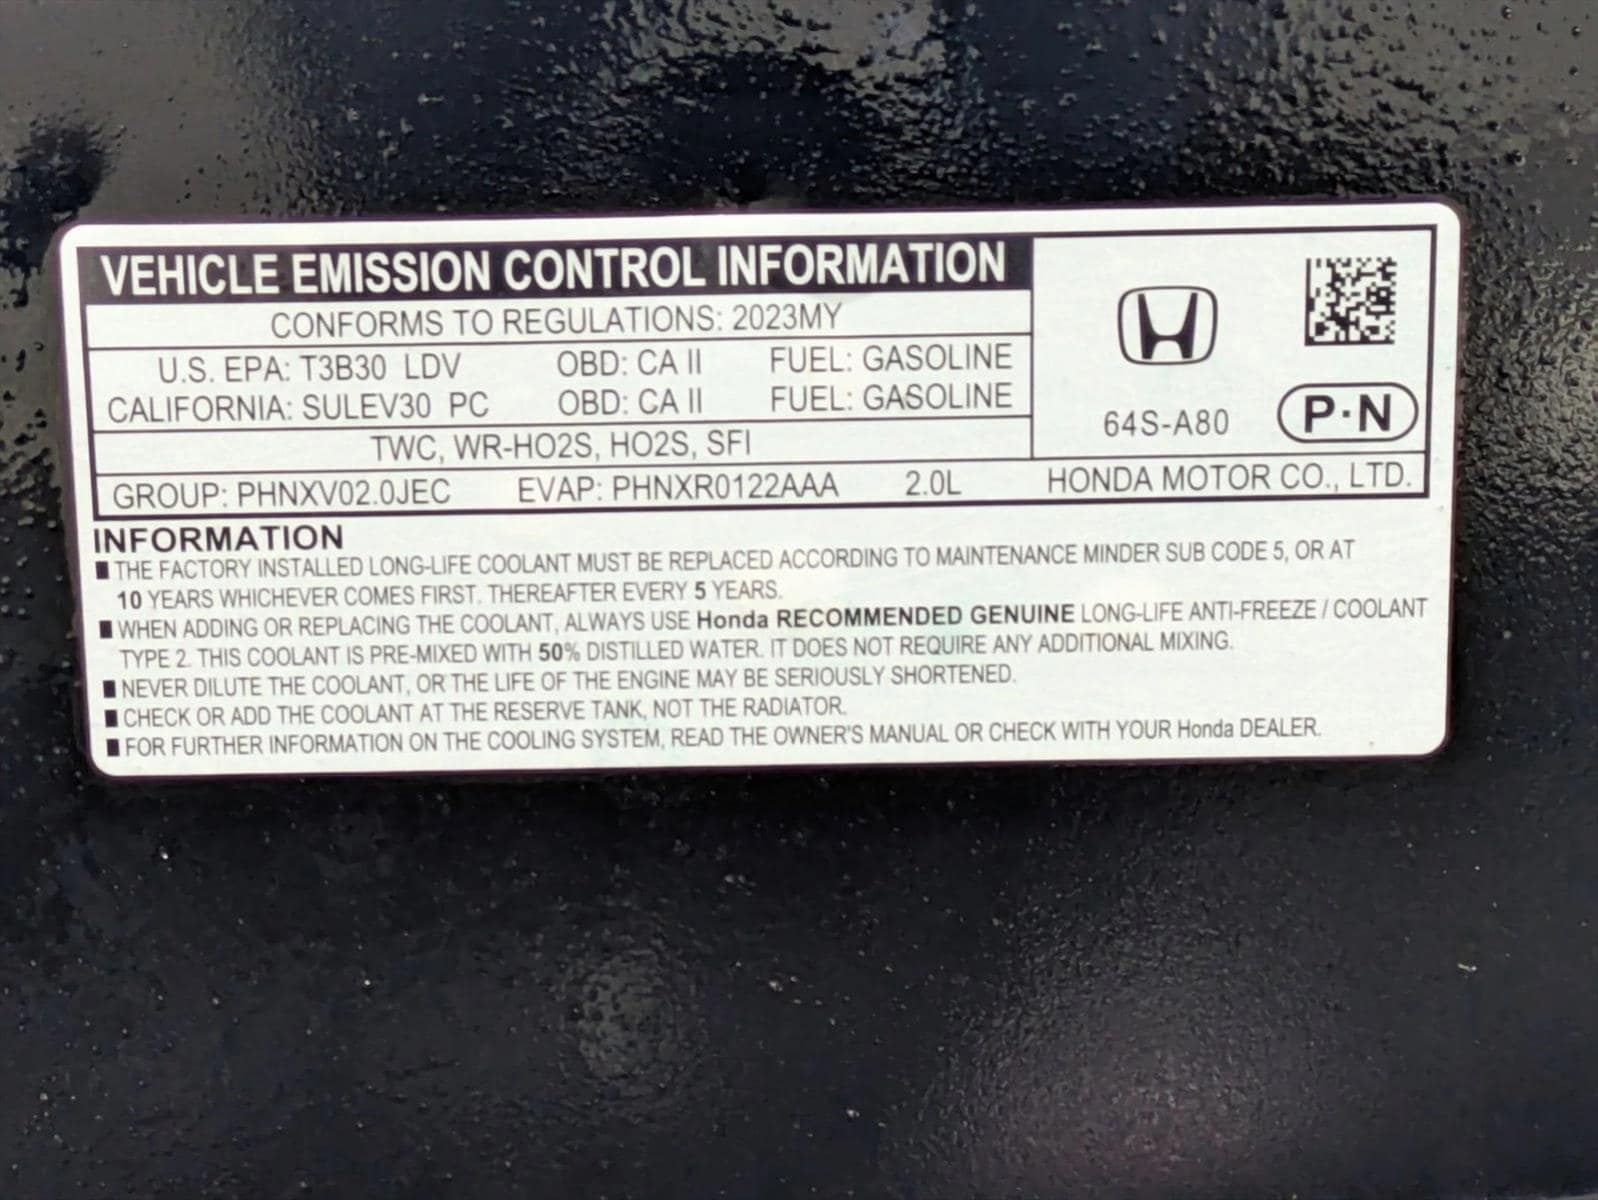 VEHICLE EMISSION CONTROL INFORMATION
CONFORMS TO REGULATIONS: 2023MY
U.S. EPA: T3B30 LDV OBD: CA II FUEL: GASOLINE
CALIFORNIA: SULEV30 PC OBD: CA II FUEL: GASOLINE
TWC, WR-HO2S, HO2S, SFI
64S-A80 P·N
GROUP: PHNXV02.0JEC EVAP: PHNXR0122AAA 2.0L HONDA MOTOR CO., LTD.
INFORMATION
■ THE FACTORY INSTALLED LONG-LIFE COOLANT MUST BE REPLACED ACCORDING TO MAINTENANCE MINDER SUB CODE 5, OR AT
10 YEARS WHICHEVER COMES FIRST. THEREAFTER EVERY 5 YEARS.
■ WHEN ADDING OR REPLACING THE COOLANT, ALWAYS USE Honda RECOMMENDED GENUINE LONG-LIFE ANTI-FREEZE / COOLANT
TYPE 2. THIS COOLANT IS PRE-MIXED WITH 50% DISTILLED WATER. IT DOES NOT REQUIRE ANY ADDITIONAL MIXING.
■ NEVER DILUTE THE COOLANT, OR THE LIFE OF THE ENGINE MAY BE SERIOUSLY SHORTENED.
■ CHECK OR ADD THE COOLANT AT THE RESERVE TANK, NOT THE RADIATOR.
■ FOR FURTHER INFORMATION ON THE COOLING SYSTEM, READ THE OWNER'S MANUAL OR CHECK WITH YOUR Honda DEALER.